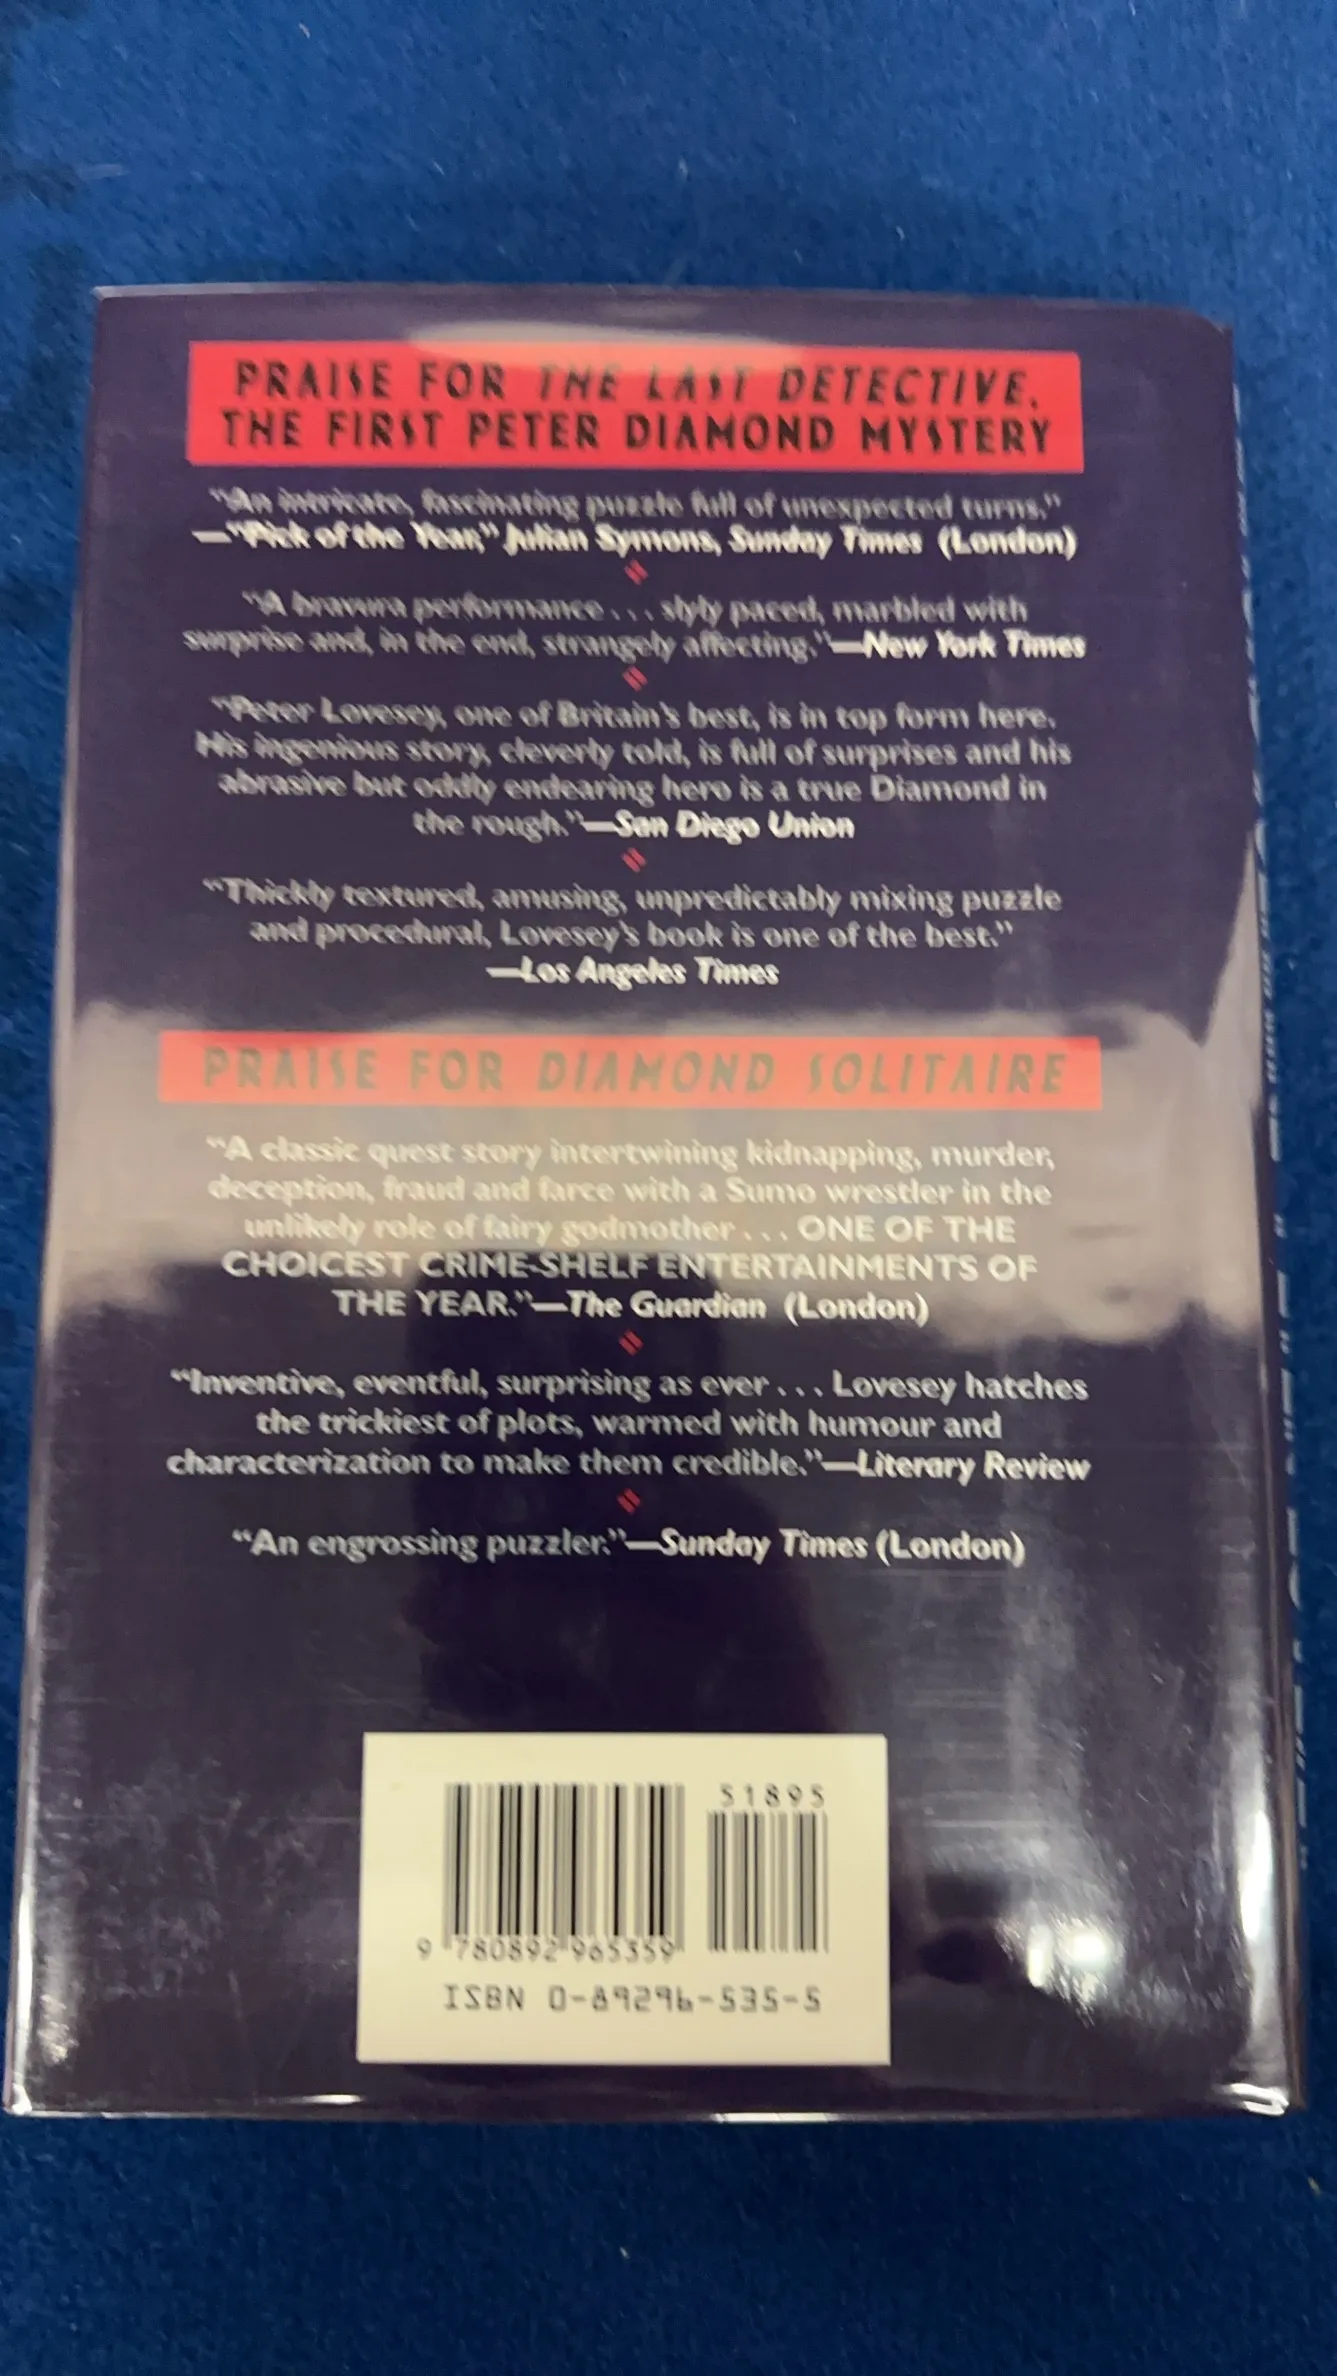 PRAISE FOR THE LAST DETECTIVE,
THE FIRST PETER DIAMOND MYSTERY
"An intricate, fascinating puzzle full of unexpected turns."
—"Pick of the Year," Julian Symons, Sunday Times (London)
"A bravura performance . . . slyly paced, marbled with
surprise and, in the end, strangely affecting."—New York Times
"Peter Lovesey, one of Britain's best, is in top form here.
His ingenious story, cleverly told, is full of surprises and his
abrasive but oddly endearing hero is a true Diamond in
the rough."—San Diego Union
"Thickly textured, amusing, unpredictably mixing puzzle
and procedural, Lovesey's book is one of the best."
—Los Angeles Times
PRAISE FOR DIAMOND SOLITAIRE
"A classic quest story intertwining kidnapping, murder,
deception, fraud and farce with a Sumo wrestler in the
unlikely role of fairy godmother . . . ONE OF THE
CHOICEST CRIME-SHELF ENTERTAINMENTS OF
THE YEAR."—The Guardian (London)
"Inventive, eventful, surprising as ever . . . Lovesey hatches
the trickiest of plots, warmed with humour and
characterization to make them credible."—Literary Review
"An engrossing puzzler."—Sunday Times (London)
51895
9 780892 965359
ISBN 0-89296-535-5